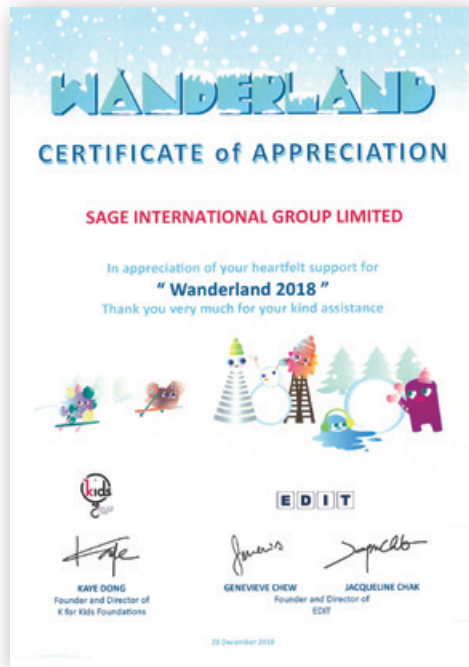 WANDERLAND
CERTIFICATE of APPRECIATION
SAGE INTERNATIONAL GROUP LIMITED
In appreciation of your heartfelt support for
“ Wanderland 2018 ”
Thank you very much for your kind assistance
kids
EDIT
KAYE DONG
Founder and Director of
K for Kids Foundations
GENEVIEVE CHEW JACQUELINE CHAK
Founder and Director of
EDIT
December 2018